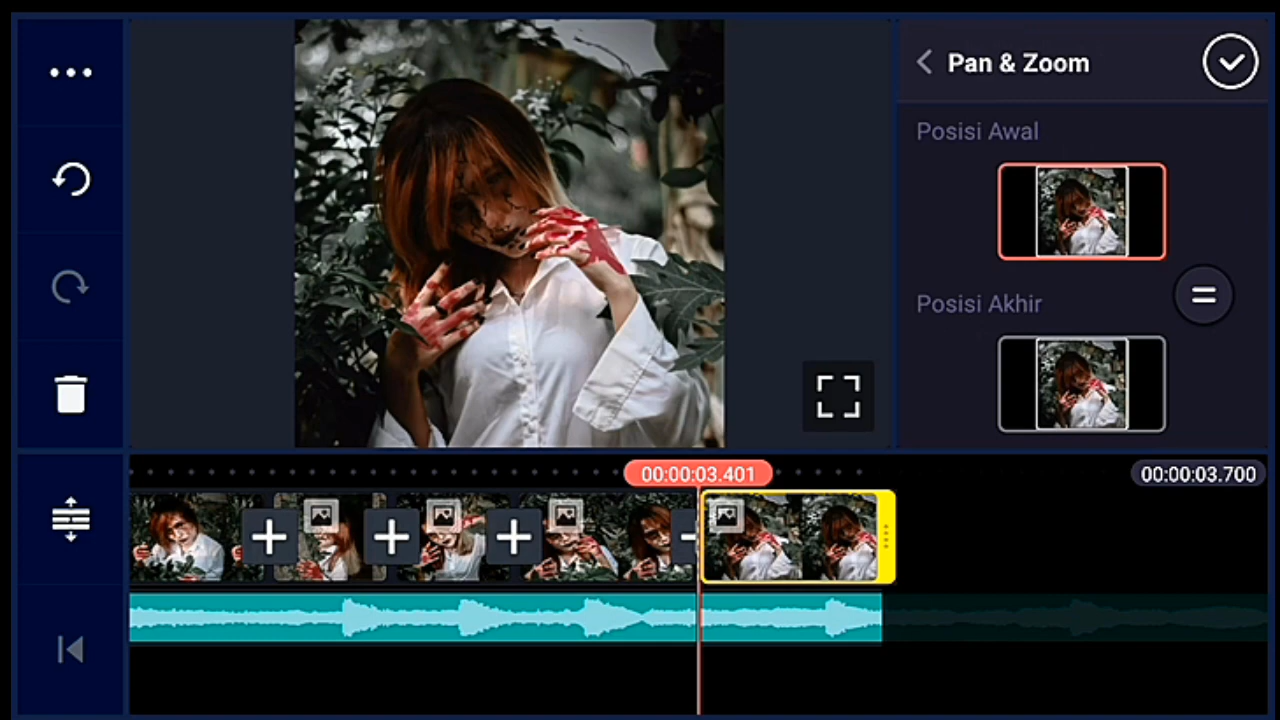 Pan & Zoom
Posisi Awal
Posisi Akhir
00:00:03.401
00:00:03.700